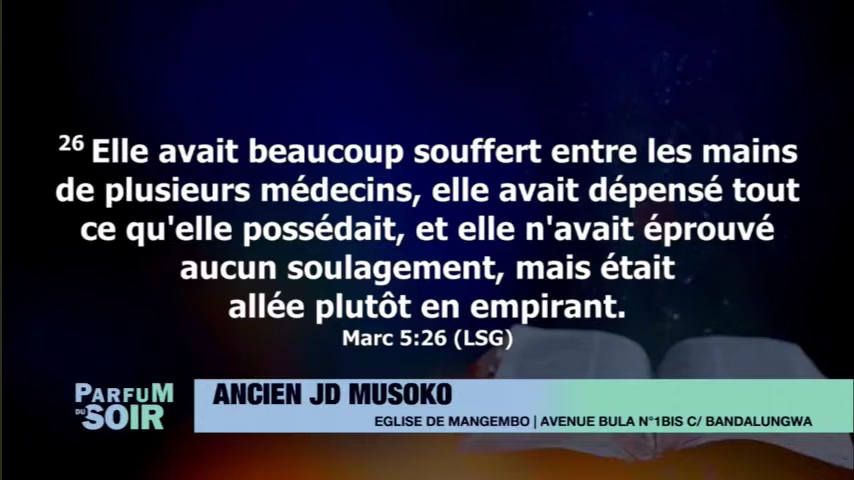 26 Elle avait beaucoup souffert entre les mains
de plusieurs médecins, elle avait dépensé tout
ce qu'elle possédait, et elle n'avait éprouvé
aucun soulagement, mais était
allée plutôt en empirant.
Marc 5:26 (LSG)
PARFUM
DU SOIR
ANCIEN JD MUSOKO
EGLISE DE MANGEMBO | AVENUE BULA N°1BIS C/ BANDALUNGWA